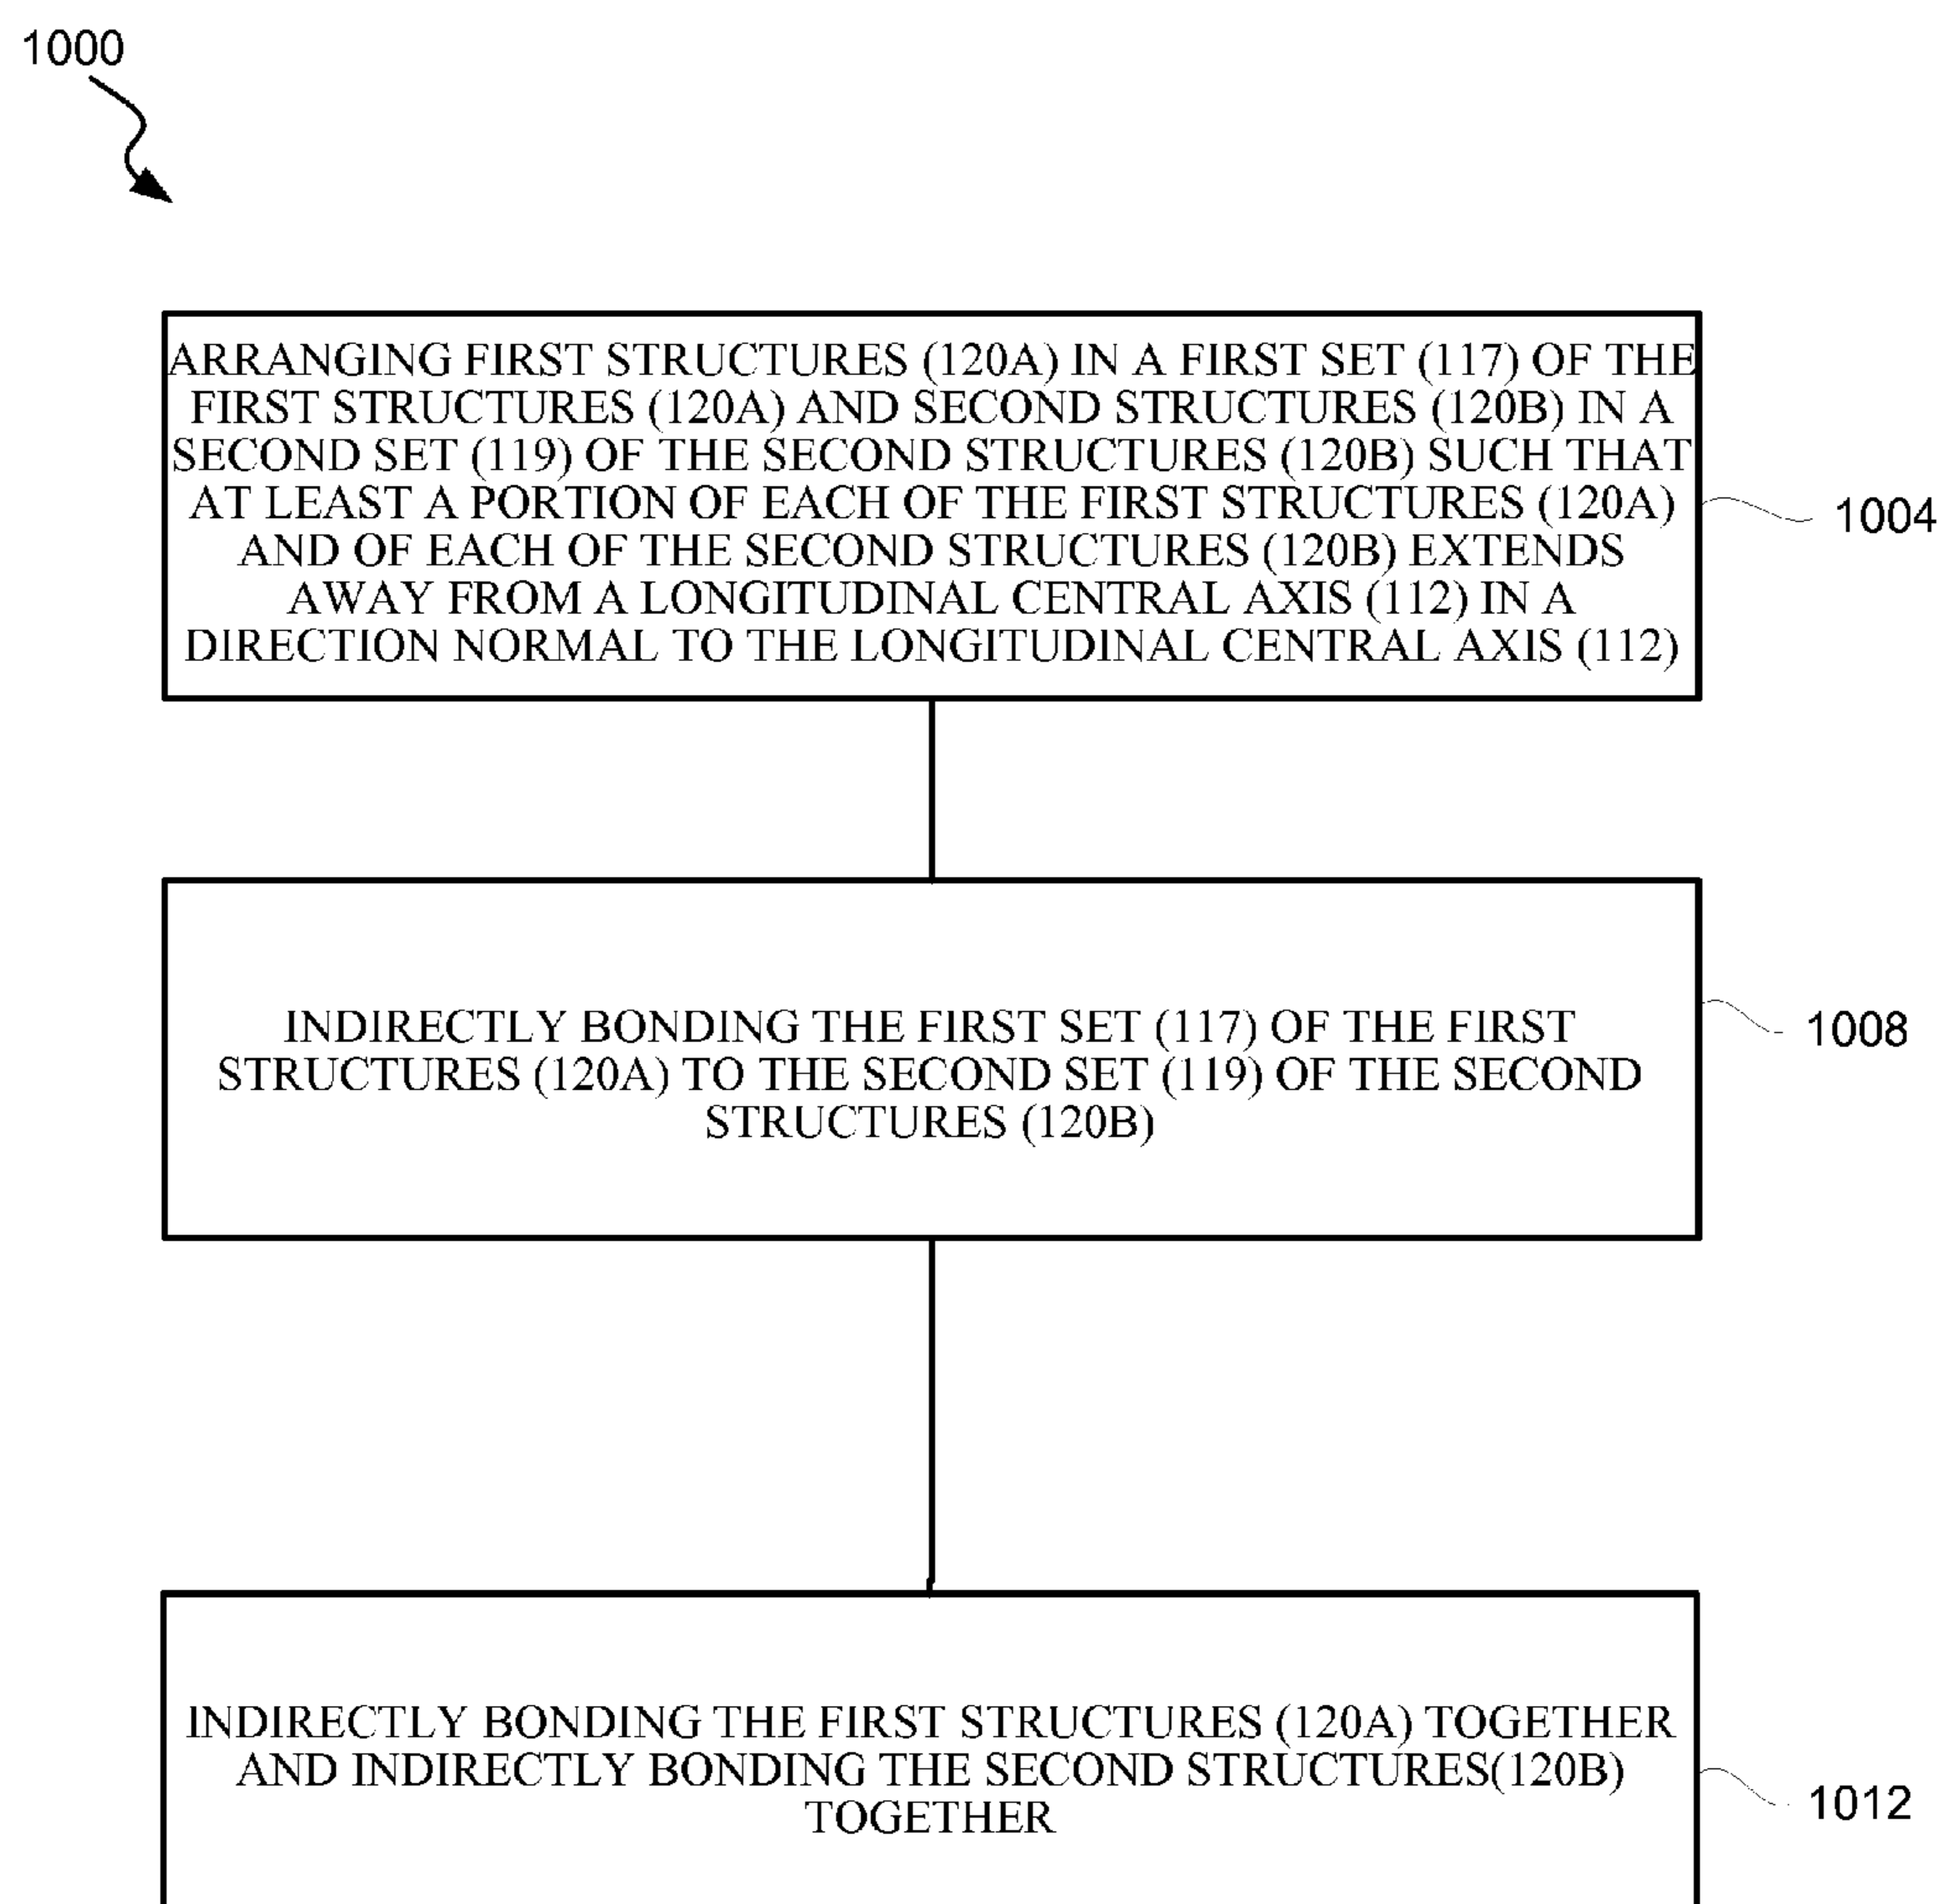 1000
ARRANGING FIRST STRUCTURES (120A) IN A FIRST SET (117) OF THE
FIRST STRUCTURES (120A) AND SECOND STRUCTURES (120B) IN A
SECOND SET (119) OF THE SECOND STRUCTURES (120B) SUCH THAT
AT LEAST A PORTION OF EACH OF THE FIRST STRUCTURES (120A)
AND OF EACH OF THE SECOND STRUCTURES (120B) EXTENDS
AWAY FROM A LONGITUDINAL CENTRAL AXIS (112) IN A
DIRECTION NORMAL TO THE LONGITUDINAL CENTRAL AXIS (112)
1004
INDIRECTLY BONDING THE FIRST SET (117) OF THE FIRST
STRUCTURES (120A) TO THE SECOND SET (119) OF THE SECOND
STRUCTURES (120B)
1008
INDIRECTLY BONDING THE FIRST STRUCTURES (120A) TOGETHER
AND INDIRECTLY BONDING THE SECOND STRUCTURES(120B)
TOGETHER
1012